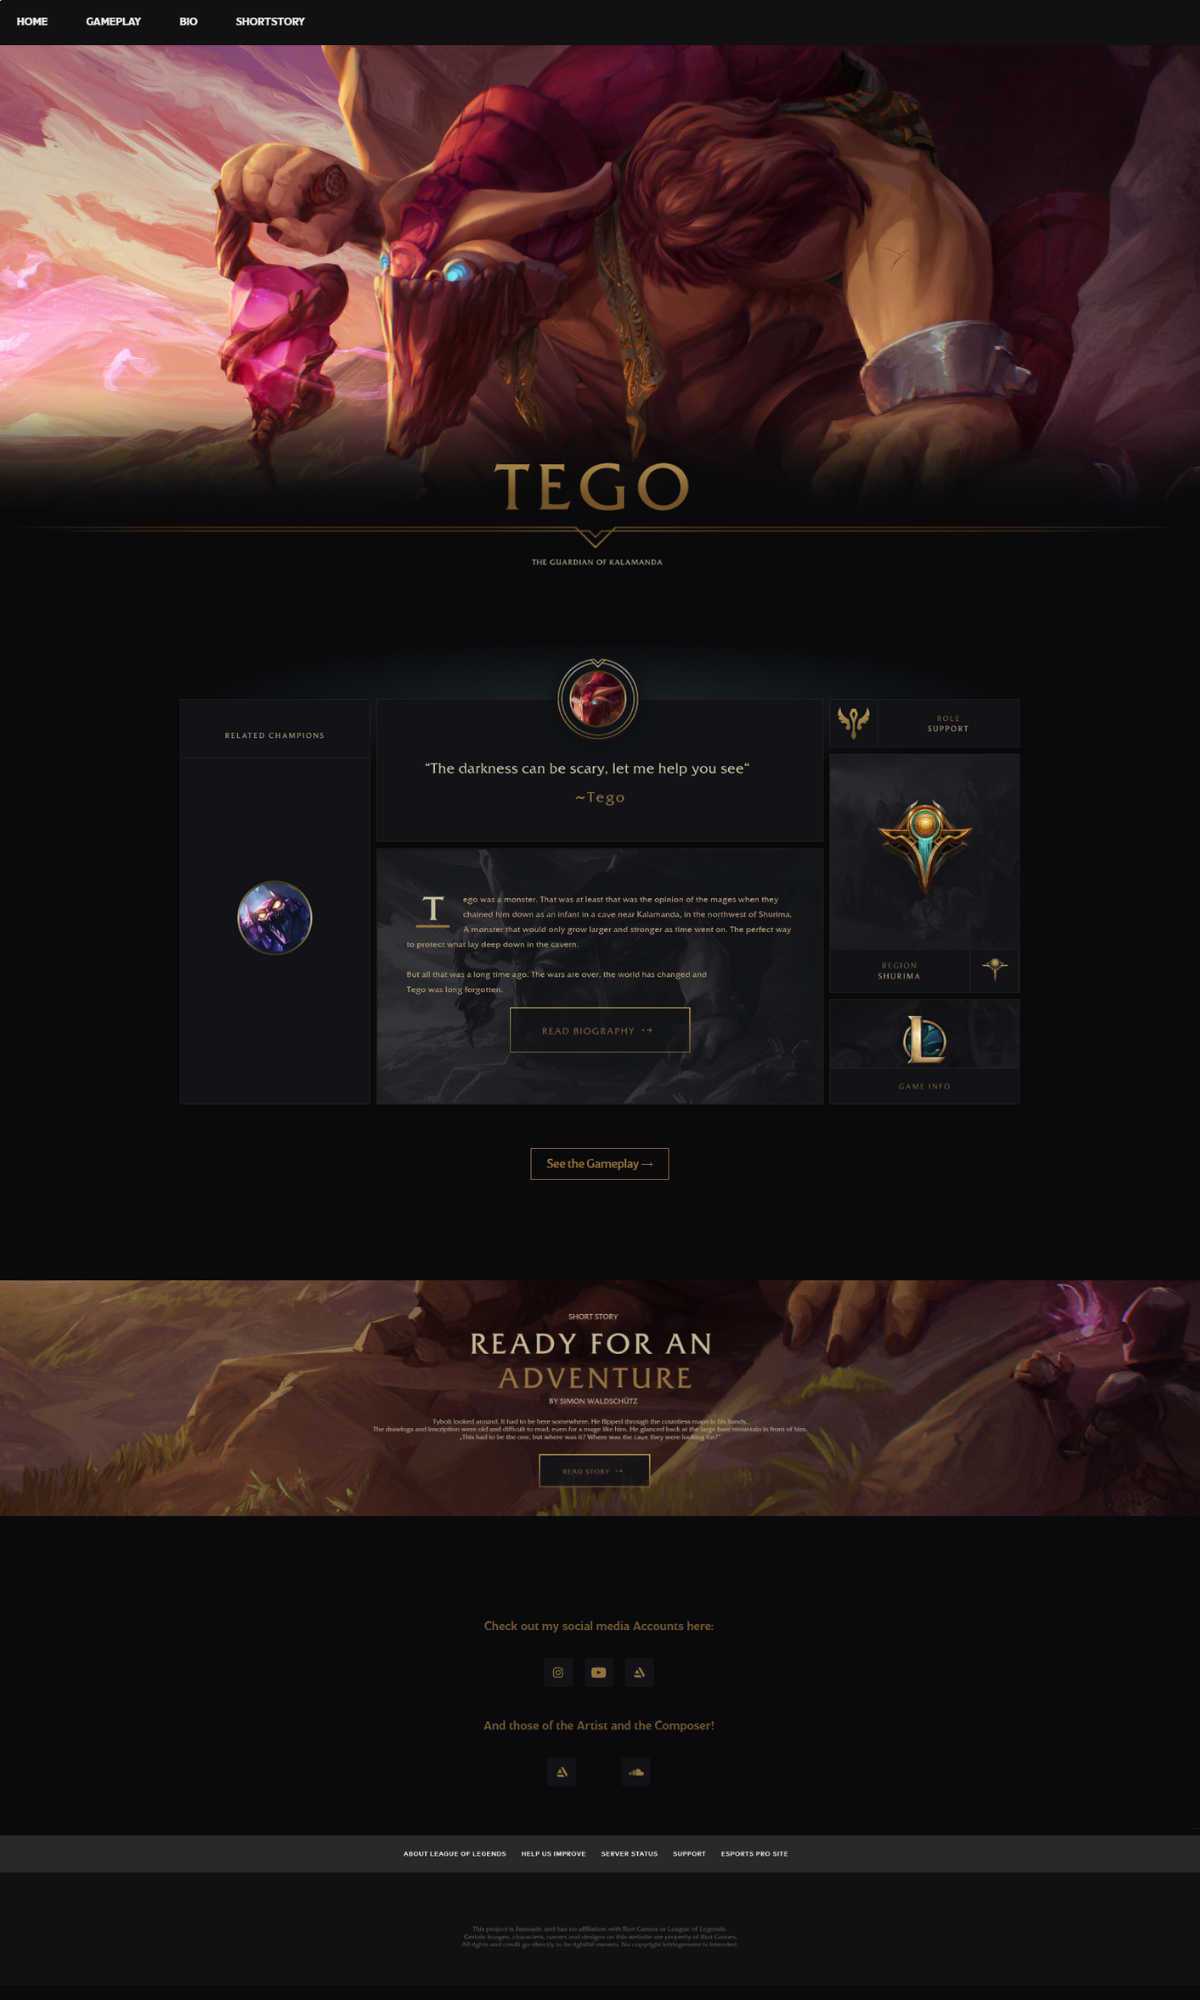 HOME GAMEPLAY BIO SHORTSTORY
TEGO
THE GUARDIAN OF KALAMANDA
RELATED CHAMPIONS
“The darkness can be scary, let me help you see“
~Tego
Tego was a monster. That was at least that was the opinion of the mages when they
chained him down as an infant in a cave near Kalamanda, in the northwest of Shurima.
A monster that would only grow larger and stronger as time went on. The perfect way
to protect what lay deep down in the cavern.
But all that was a long time ago. The wars are over, the world has changed and
Tego was long forgotten.
READ BIOGRAPHY
ROLE
SUPPORT
REGION
SHURIMA
GAME INFO
See the Gameplay →
SHORT STORY
READY FOR AN
ADVENTURE
BY SIMON WALDSCHÜTZ
Tybolt looked around. It had to be here somewhere. He flipped through the countless maps in his hands.
The drawings and inscription were old and difficult to read, even for a mage like him. He glanced back at the large bare mountain in front of him.
„This had to be the one, but where was it? Where was the cave they were looking for?"
READ STORY
Check out my social media Accounts here:
And those of the Artist and the Composer!
ABOUT LEAGUE OF LEGENDS HELP US IMPROVE SERVER STATUS SUPPORT ESPORTS PRO SITE
This project is fanmade and has no affiliation with Riot Games or League of Legends.
Certain Images, characters, names and designs on this website are property of Riot Games.
All rights and credit go directly to its rightful owners. No copyright infringement is intended.